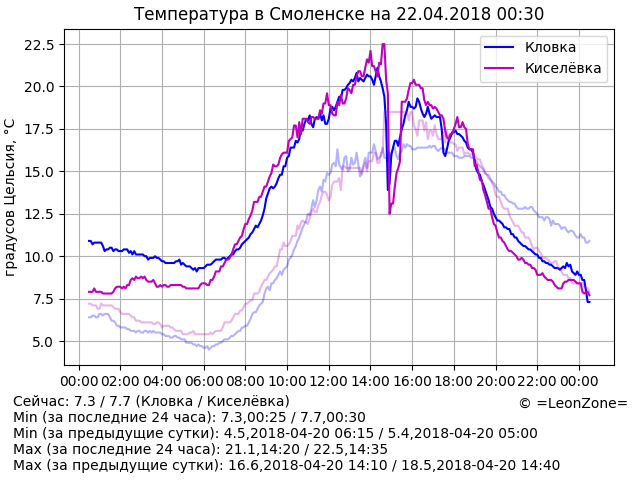 Температура в Смоленске на 22.04.2018 00:30
градусов Цельсия, °C
22.5
20.0
17.5
15.0
12.5
10.0
7.5
5.0
Кловка
Киселёвка
00:00 02:00 04:00 06:00 08:00 10:00 12:00 14:00 16:00 18:00 20:00 22:00 00:00
Сейчас: 7.3 / 7.7 (Кловка / Киселёвка)
© =LeonZone=
Min (за последние 24 часа): 7.3,00:25 / 7.7,00:30
Min (за предыдущие сутки): 4.5,2018-04-20 06:15 / 5.4,2018-04-20 05:00
Max (за последние 24 часа): 21.1,14:20 / 22.5,14:35
Max (за предыдущие сутки): 16.6,2018-04-20 14:10 / 18.5,2018-04-20 14:40